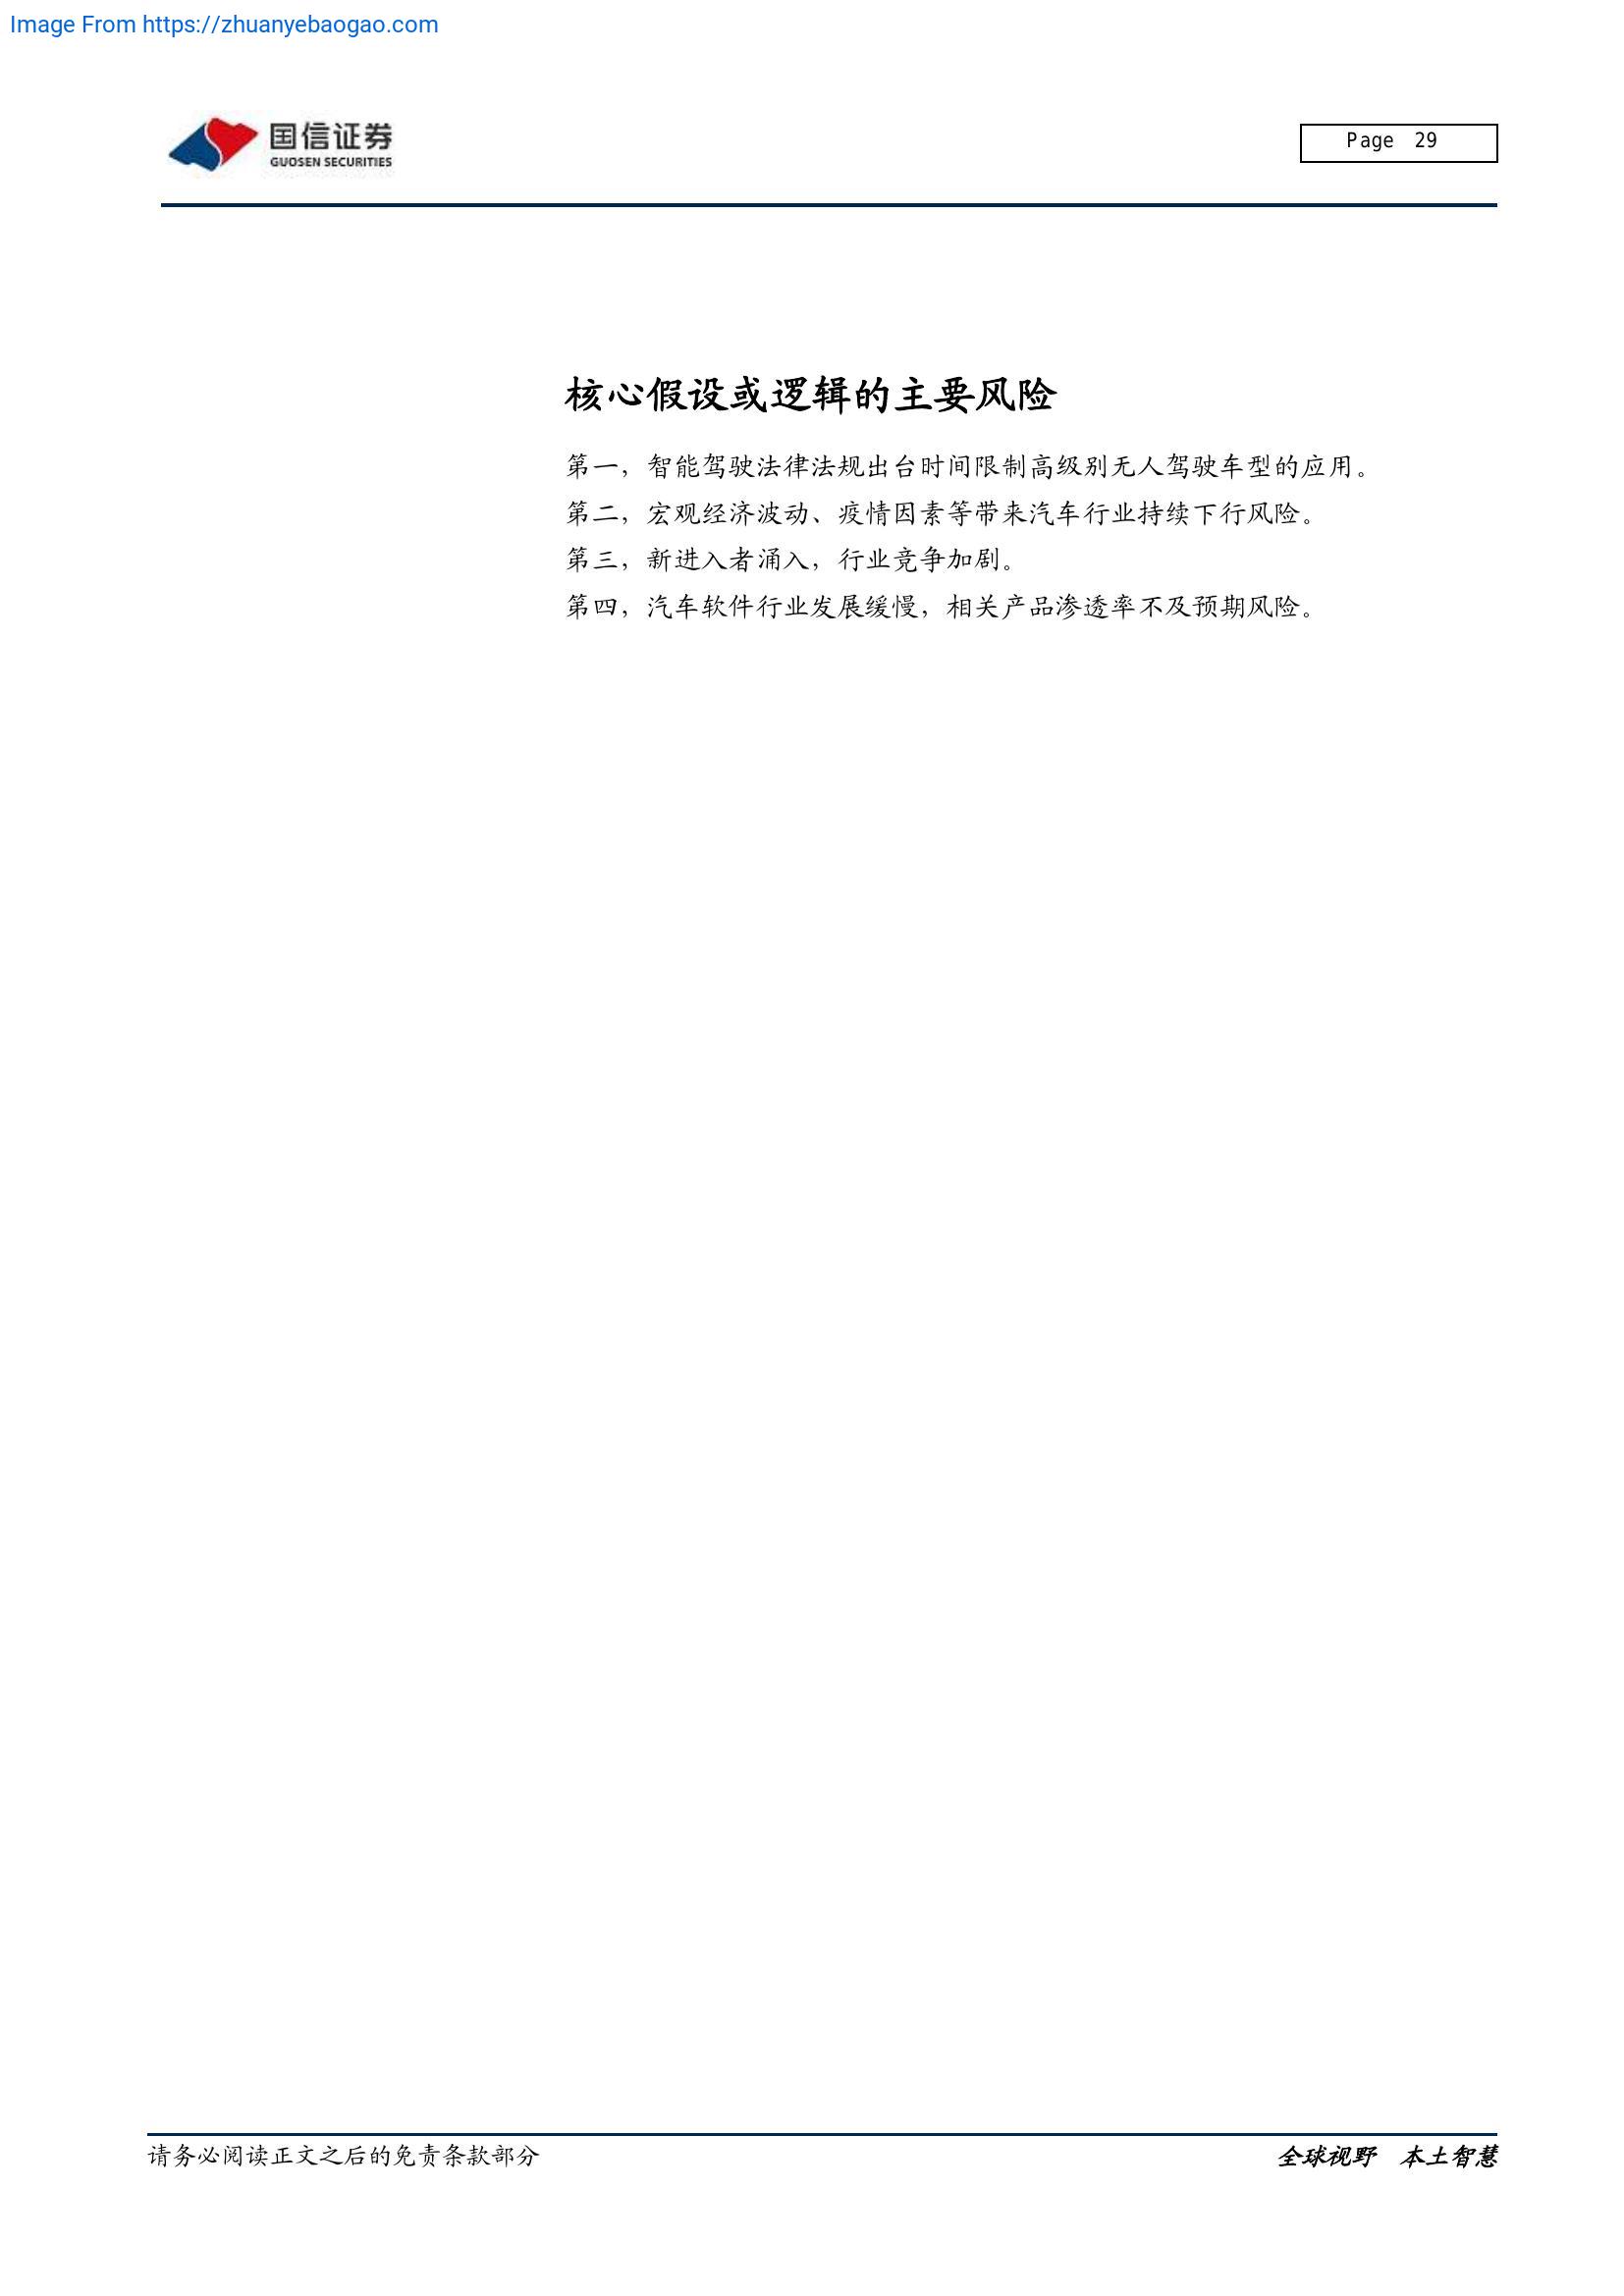 Image From https://zhuanyebaogao.com
国信证券
GUOSEN SECURITIES
Page 29
核心假设或逻辑的主要风险
第一，智能驾驶法律法规出台时间限制高级别无人驾驶车型的应用。
第二，宏观经济波动、疫情因素等带来汽车行业持续下行风险。
第三，新进入者涌入，行业竞争加剧。
第四，汽车软件行业发展缓慢，相关产品渗透率不及预期风险。
请务必阅读正文之后的免责条款部分
全球视野 本土智慧